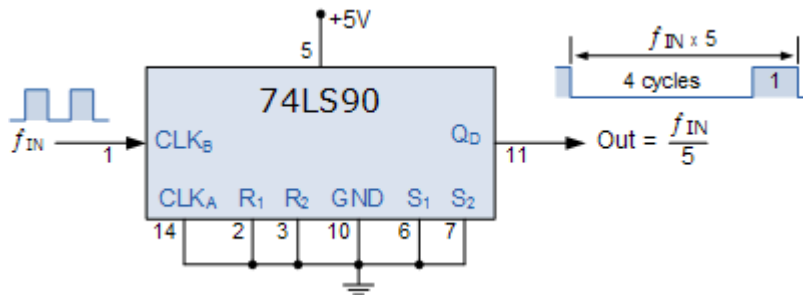 +5V
5
f IN x 5
74LS90
4 cycles 1
f IN
1
CLKB
QD
11
Out = f IN / 5
CLKA R1 R2 GND S1 S2
14 2 3 10 6 7